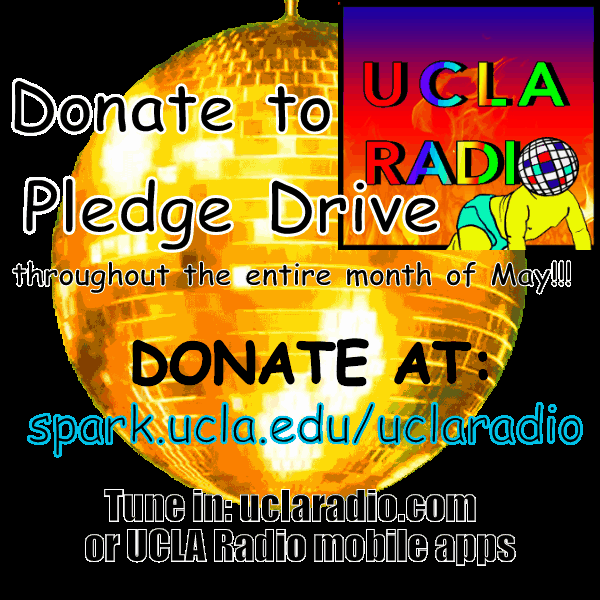 Donate to
UCLA
RADIO
Pledge Drive
throughout the entire month of May!!!
DONATE AT:
spark.ucla.edu/uclaradio
Tune in: uclaradio.com
or UCLA Radio mobile apps